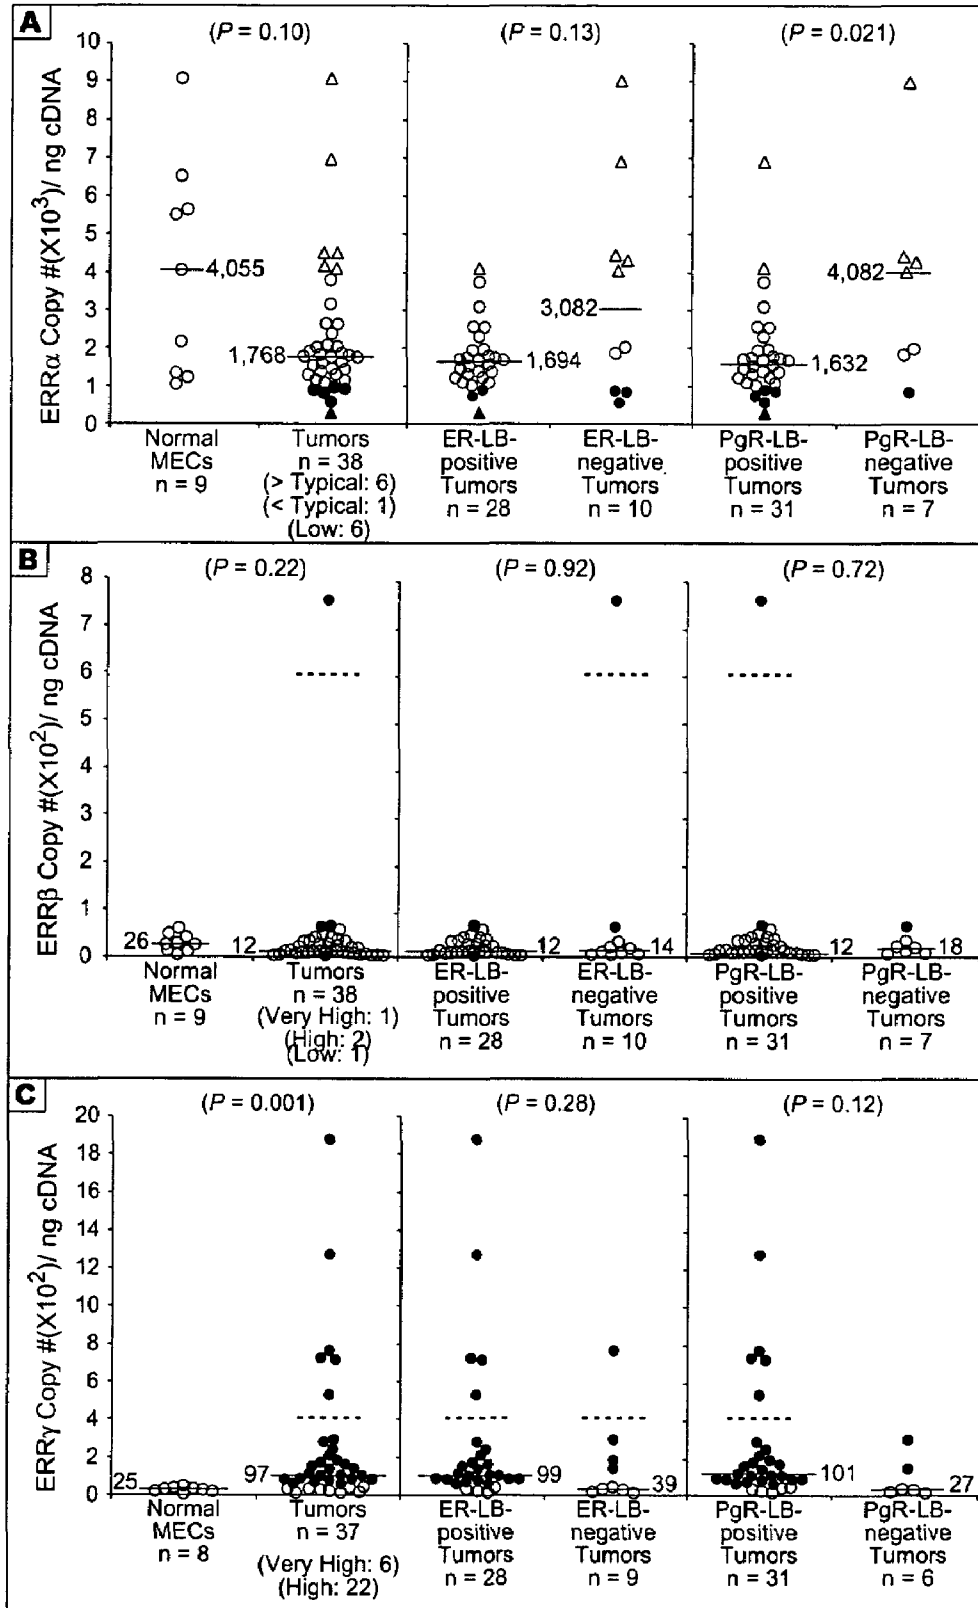 A
(P = 0.10)
(P = 0.13)
(P = 0.021)
ERRα Copy #(X10³)/ ng cDNA
10
9
8
7
6
5
4
3
2
1
0
4,055
1,768
1,694
3,082
1,632
4,082
Normal MECs n = 9
Tumors n = 38 (> Typical: 6) (< Typical: 1) (Low: 6)
ER-LB-positive Tumors n = 28
ER-LB-negative Tumors n = 10
PgR-LB-positive Tumors n = 31
PgR-LB-negative Tumors n = 7
B
(P = 0.22)
(P = 0.92)
(P = 0.72)
ERRβ Copy #(X10²)/ ng cDNA
8
7
6
5
4
3
2
1
0
26
12
12
14
12
18
Normal MECs n = 9
Tumors n = 38 (Very High: 1) (High: 2) (Low: 1)
ER-LB-positive Tumors n = 28
ER-LB-negative Tumors n = 10
PgR-LB-positive Tumors n = 31
PgR-LB-negative Tumors n = 7
C
(P = 0.001)
(P = 0.28)
(P = 0.12)
ERRγ Copy #(X10²)/ ng cDNA
20
18
16
14
12
10
8
6
4
2
0
25
97
99
39
101
27
Normal MECs n = 8
Tumors n = 37 (Very High: 6) (High: 22)
ER-LB-positive Tumors n = 28
ER-LB-negative Tumors n = 9
PgR-LB-positive Tumors n = 31
PgR-LB-negative Tumors n = 6